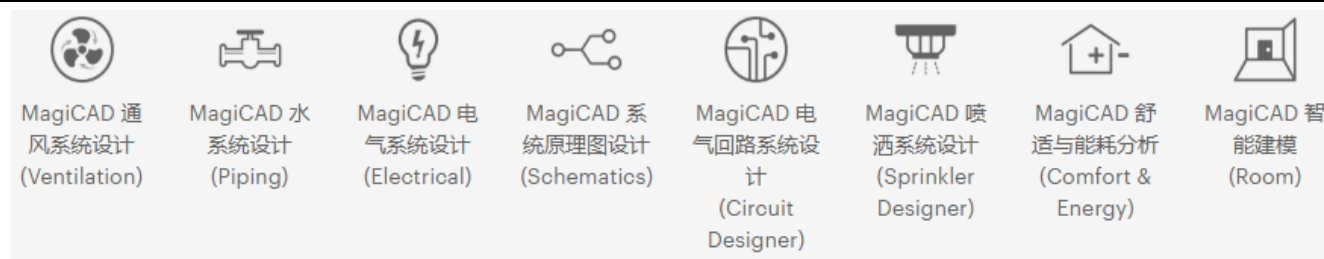 MagiCAD 通
风系统设计
(Ventilation)
MagiCAD 水
系统设计
(Piping)
MagiCAD 电
气系统设计
(Electrical)
MagiCAD 系
统原理图设计
(Schematics)
MagiCAD 电
气回路系统设
计
(Circuit
Designer)
MagiCAD 喷
洒系统设计
(Sprinkler
Designer)
MagiCAD 舒
适与能耗分析
(Comfort &
Energy)
MagiCAD 智
能建模
(Room)